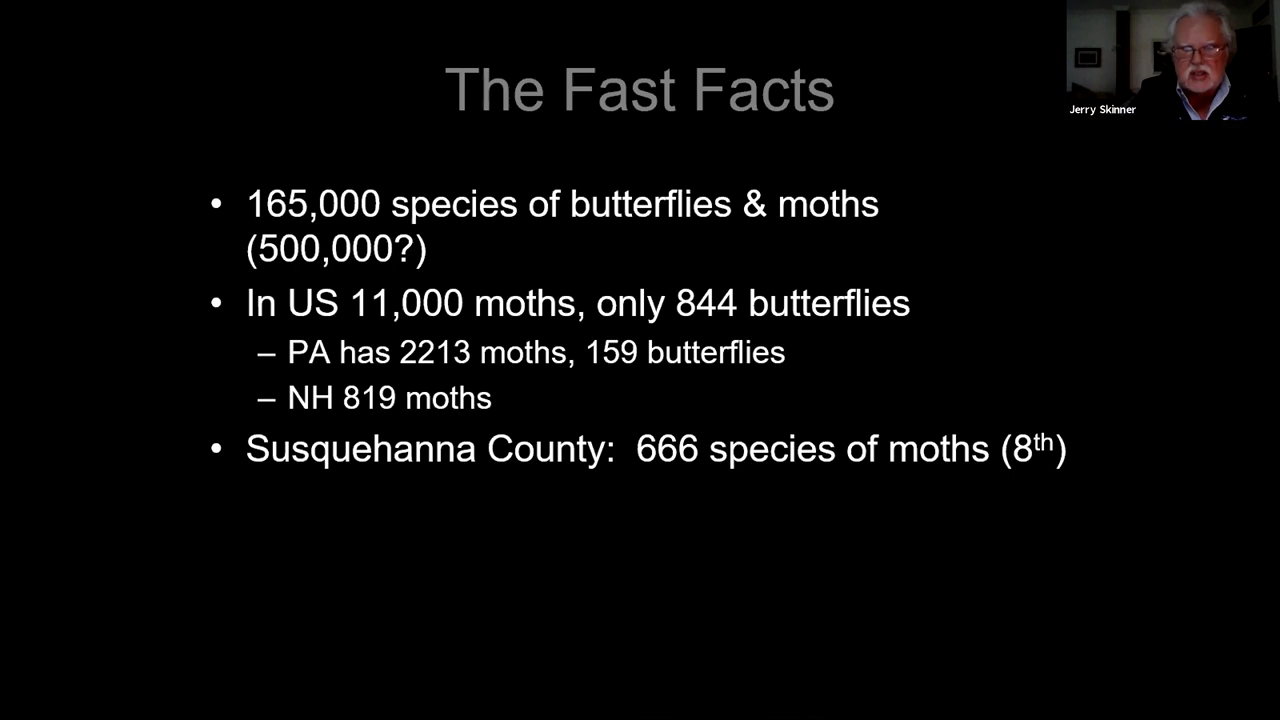 The Fast Facts
Jerry Skinner
• 165,000 species of butterflies & moths
(500,000?)
• In US 11,000 moths, only 844 butterflies
– PA has 2213 moths, 159 butterflies
– NH 819 moths
• Susquehanna County:  666 species of moths (8th)